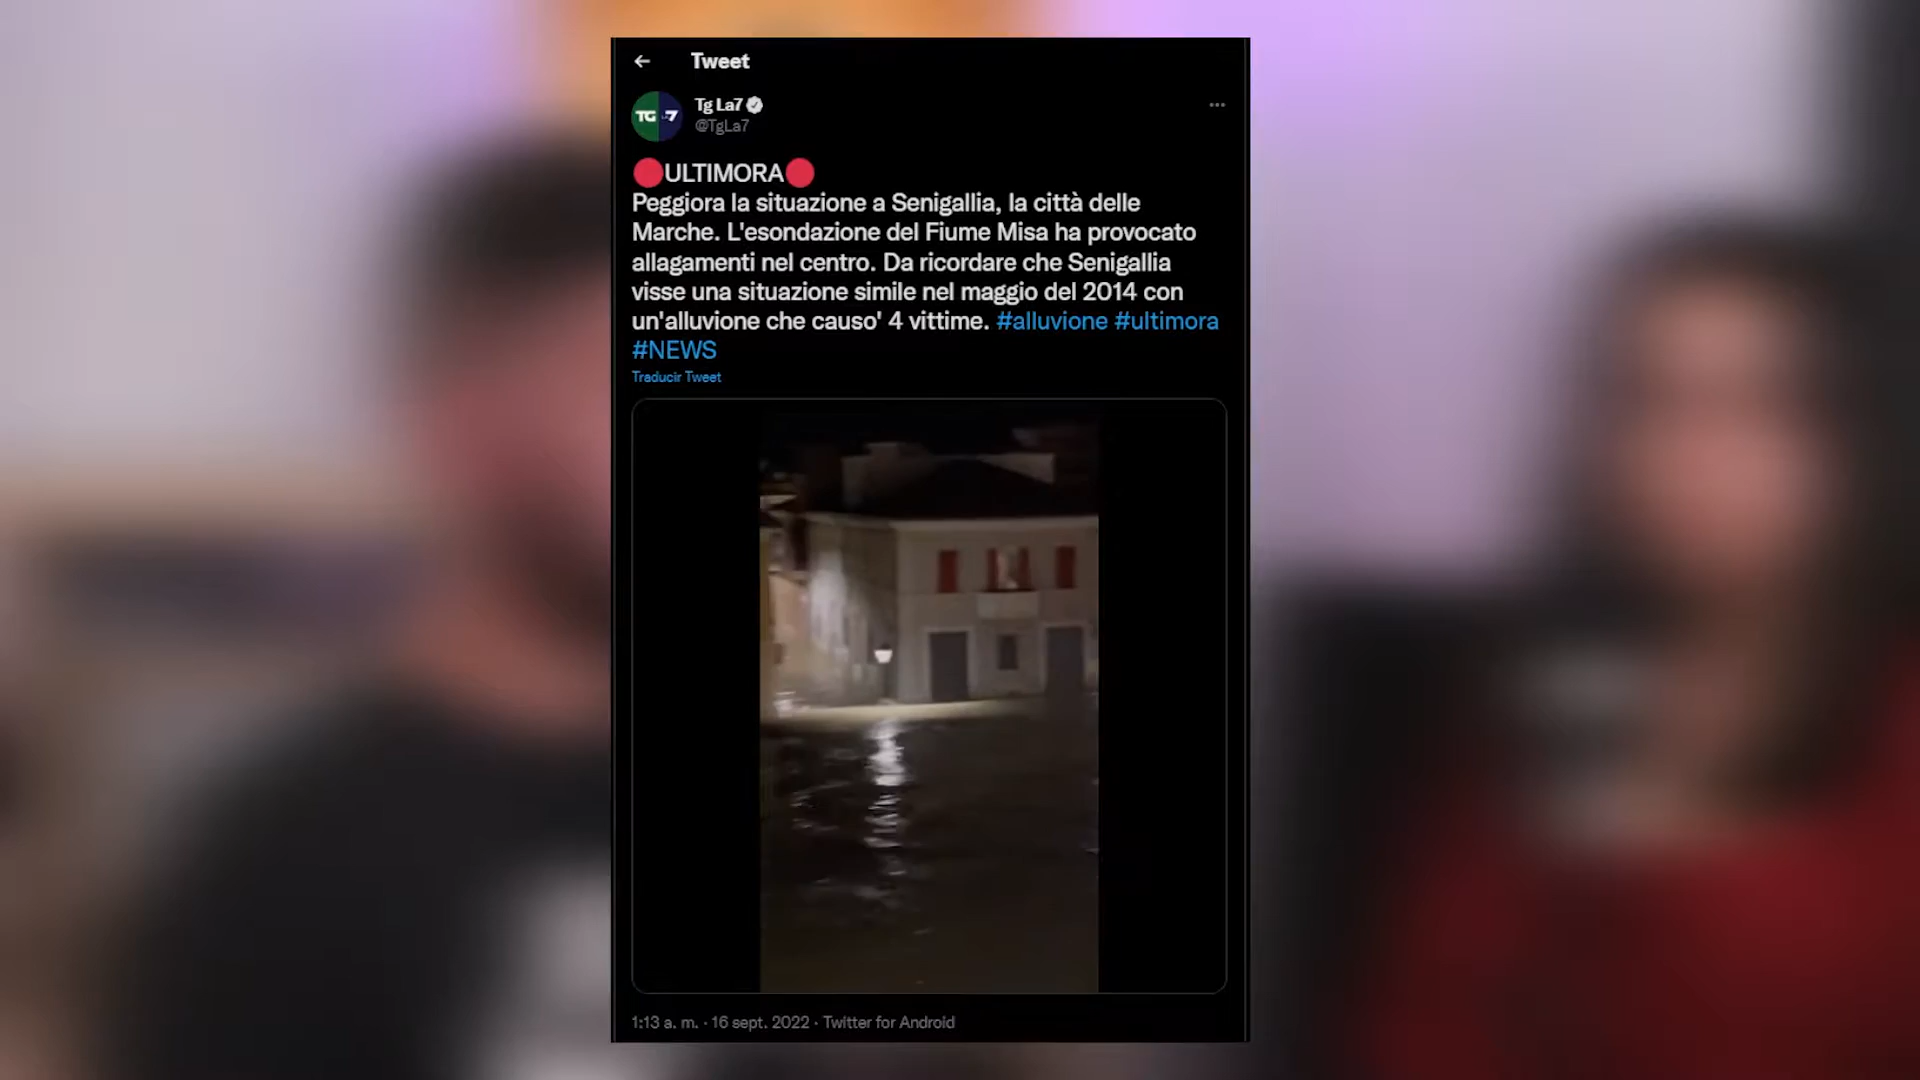 Tweet
TG La7
Tg La7
@TgLa7
🔴ULTIMORA🔴
Peggiora la situazione a Senigallia, la città delle
Marche. L'esondazione del Fiume Misa ha provocato
allagamenti nel centro. Da ricordare che Senigallia
visse una situazione simile nel maggio del 2014 con
un'alluvione che causo' 4 vittime. #alluvione #ultimora
#NEWS
Traducir Tweet
1:13 a. m. · 16 sept. 2022 · Twitter for Android